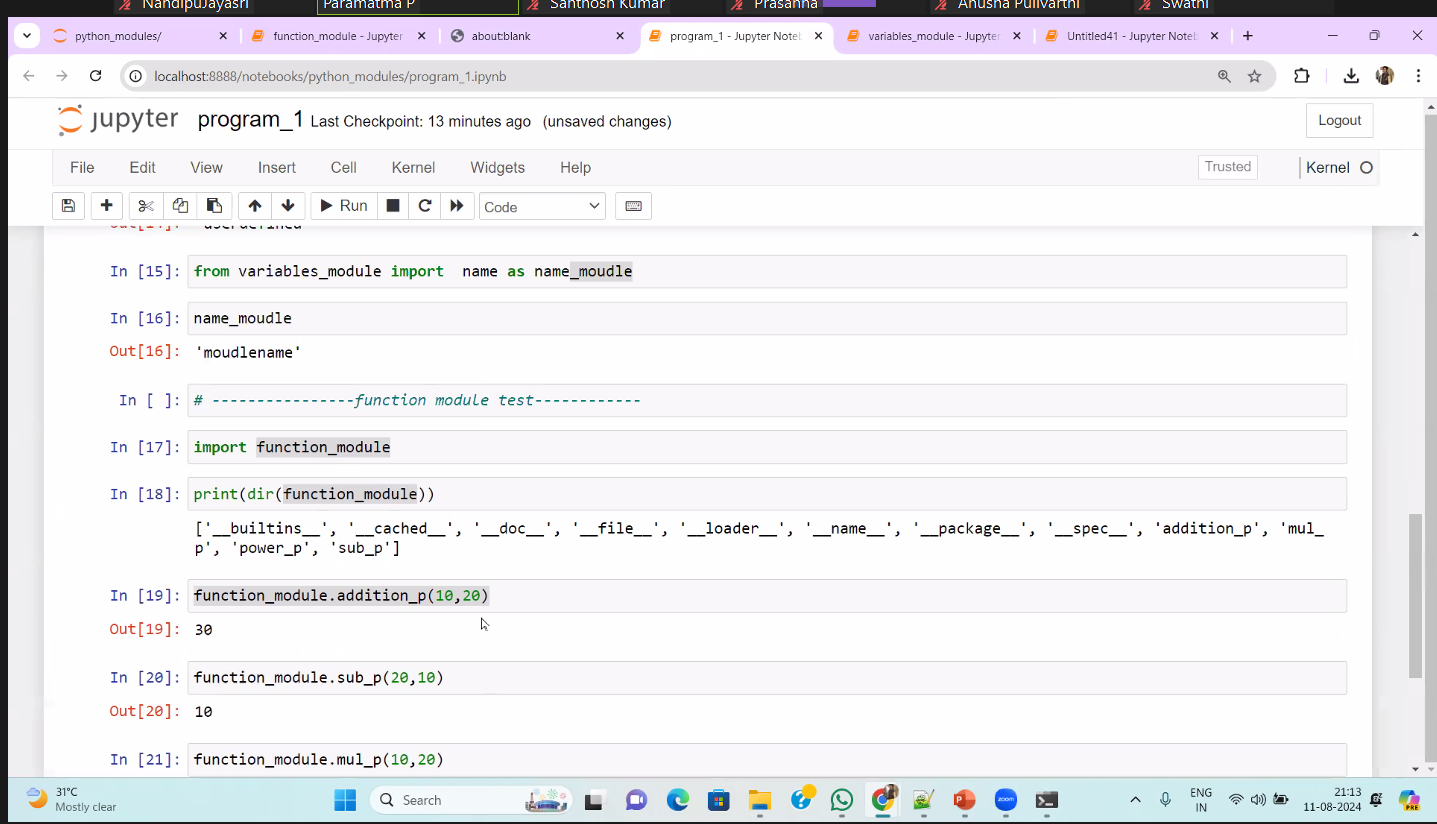 NandipuJayasri
Paramatma P
Santhosh Kumar
Prasanna
Anusha Pulivarthi
Swathi
python_modules/
function_module - Jupyter
about:blank
program_1 - Jupyter Noteb
variables_module - Jupyter
Untitled41 - Jupyter Noteb
localhost:8888/notebooks/python_modules/program_1.ipynb
jupyter program_1 Last Checkpoint: 13 minutes ago (unsaved changes)
Logout
File Edit View Insert Cell Kernel Widgets Help
Trusted
Kernel
Run
Code
In [15]: from variables_module import  name as name_moudle
In [16]: name_moudle
Out[16]: 'moudlename'
In [ ]: # ----------------function module test------------
In [17]: import function_module
In [18]: print(dir(function_module))
['__builtins__', '__cached__', '__doc__', '__file__', '__loader__', '__name__', '__package__', '__spec__', 'addition_p', 'mul_
p', 'power_p', 'sub_p']
In [19]: function_module.addition_p(10,20)
Out[19]: 30
In [20]: function_module.sub_p(20,10)
Out[20]: 10
In [21]: function_module.mul_p(10,20)
31°C
Mostly clear
Search
zoom
PRE
ENG
IN
21:13
11-08-2024